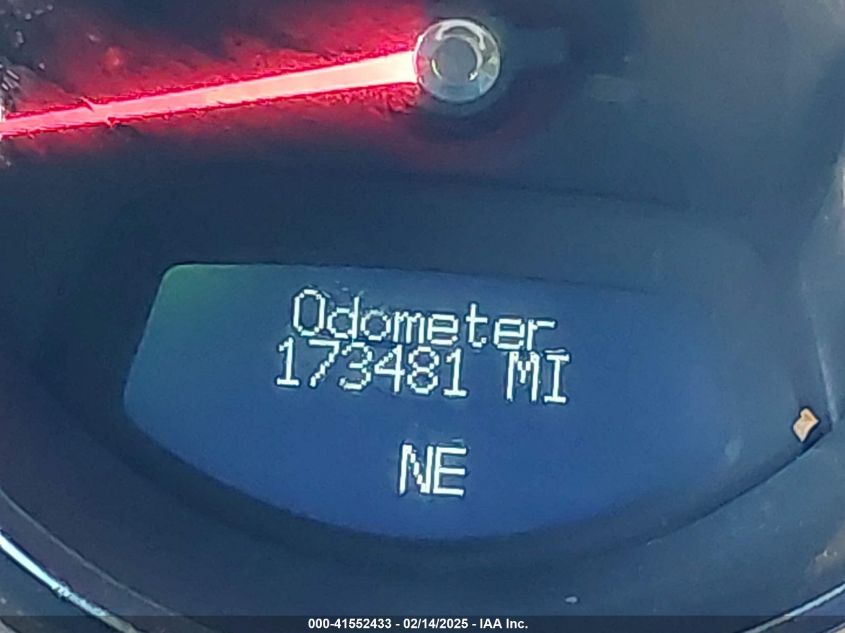 Odometer
173481 MI
NE
000-41552433 - 02/14/2025 - IAA Inc.